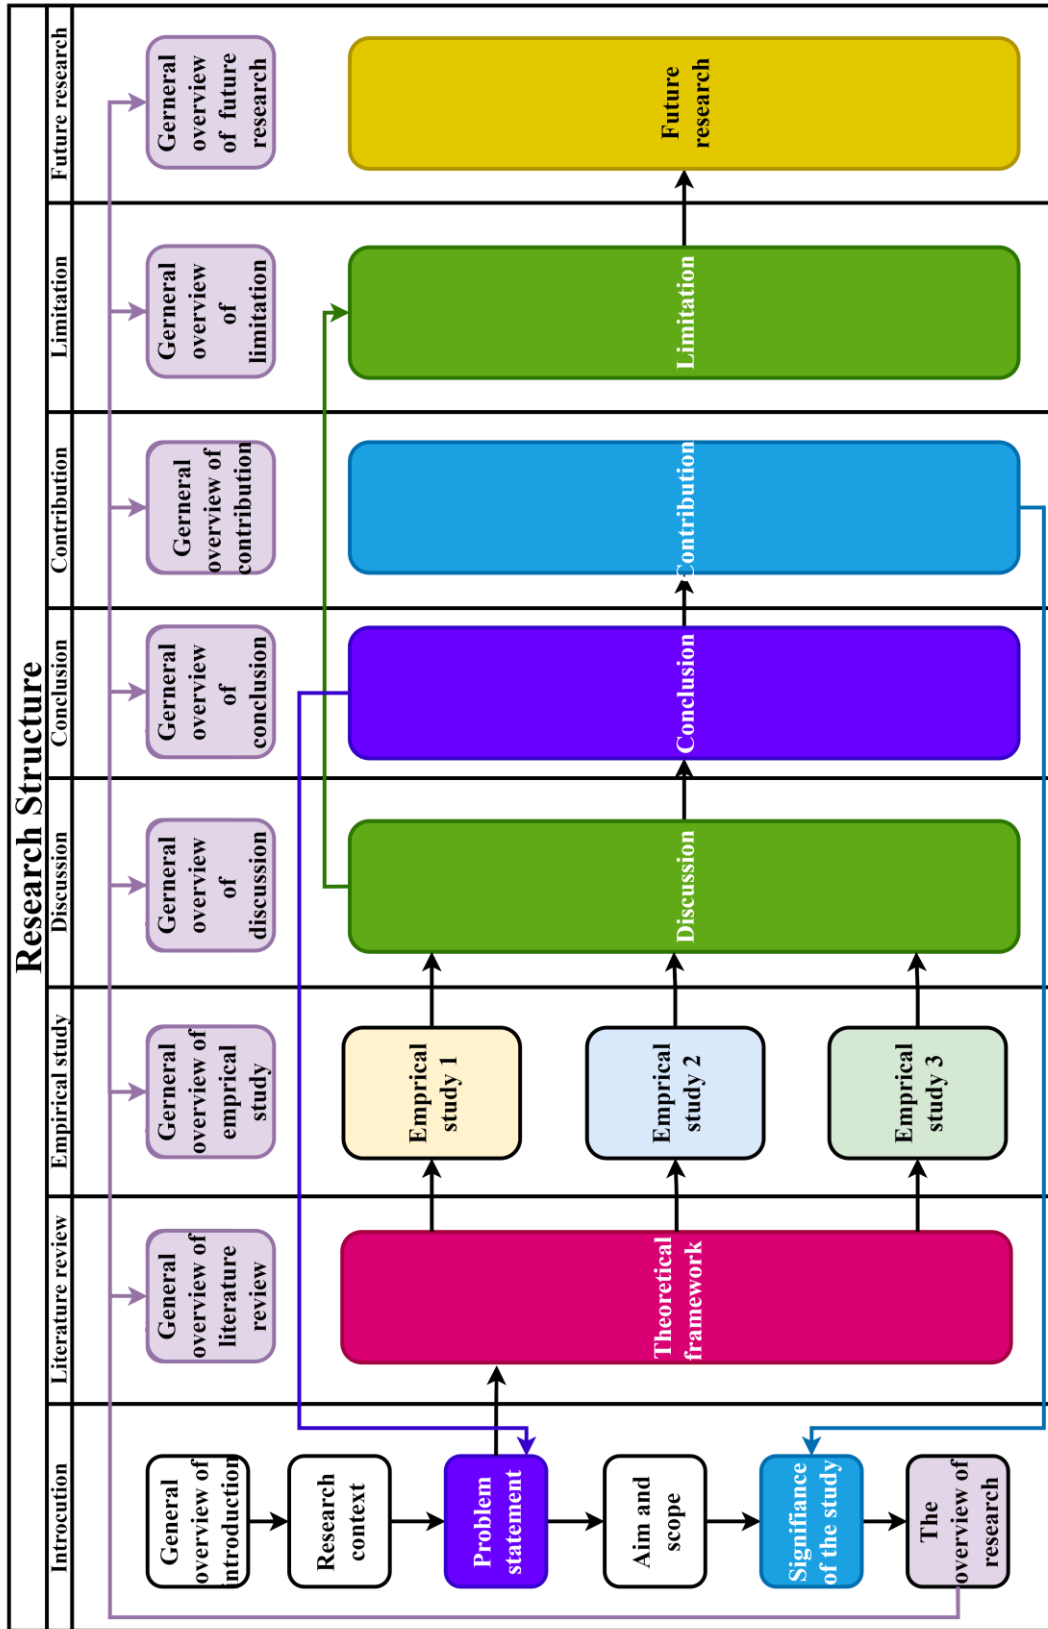 Research Structure
Introcution
Literature review
Empirical study
Discussion
Conclusion
Contribution
Limitation
Future research
General
overview of
introduction
Research
context
Problem
statement
Aim and
scope
Signifiance
of the study
The
overview of
research
General
overview of
literature
review
Theoretical
framework
Gerneral
overview of
emprical
study
Emprical
study 1
Emprical
study 2
Emprical
study 3
Gerneral
overview
of
discussion
Discussion
Gerneral
overview
of
conclusion
Conclusion
Gerneral
overview of
contribution
Contribution
Gerneral
overview
of
limitation
Limitation
Gerneral
overview
of future
research
Future
research